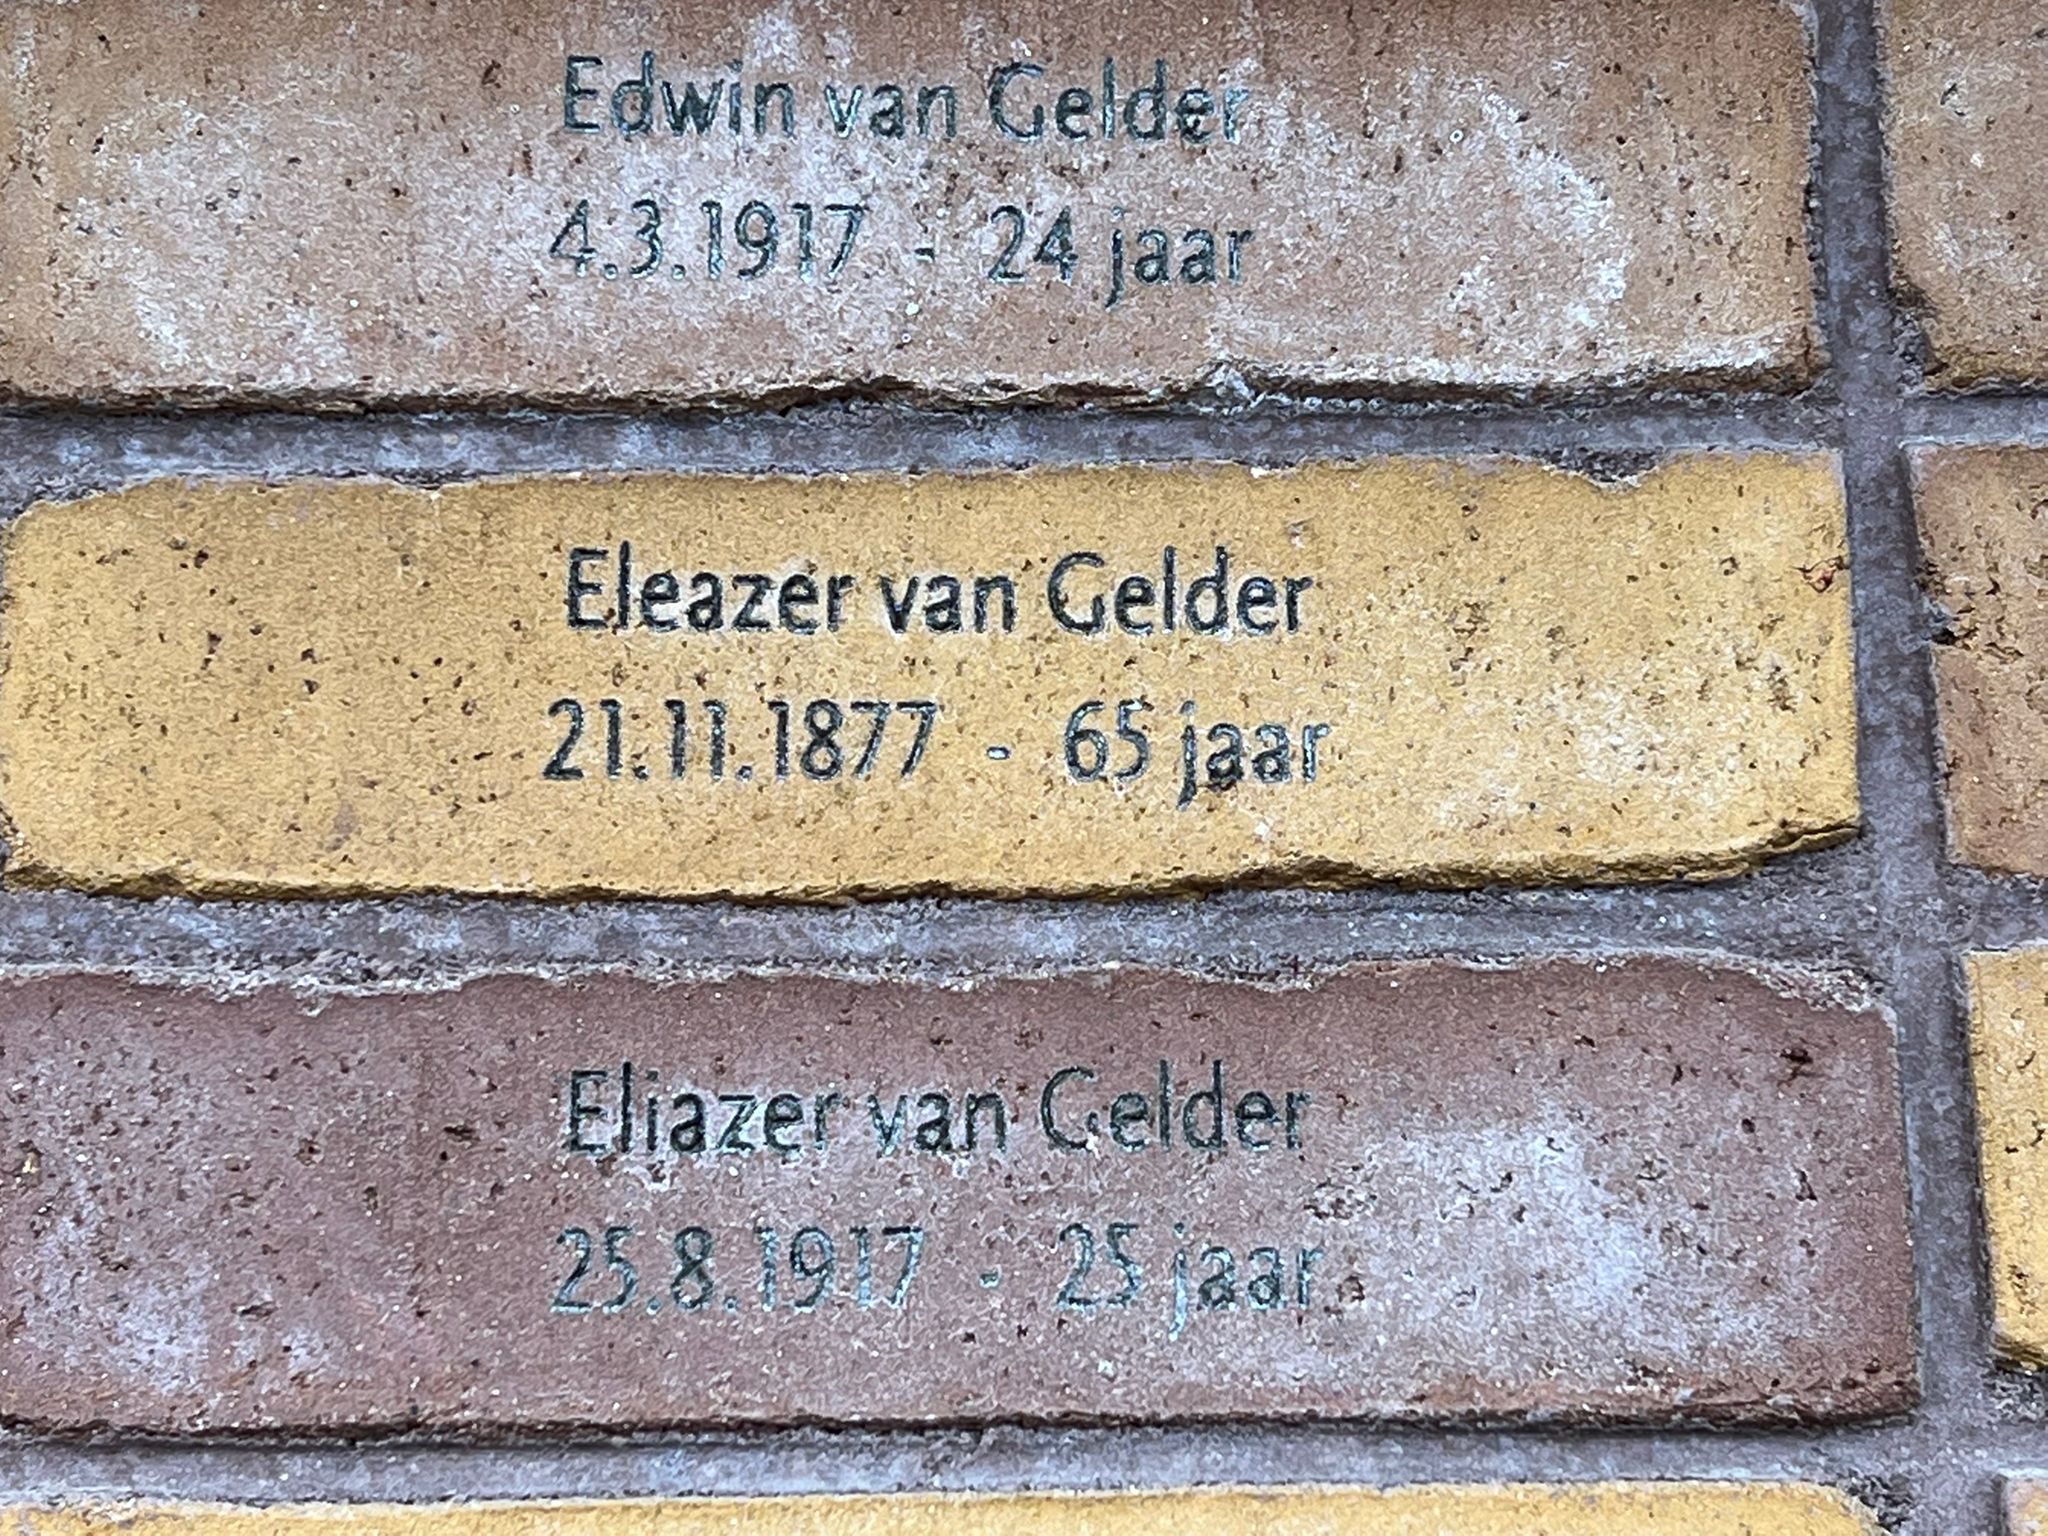 Edwin van Gelder
4.3.1917 - 24 jaar
Eleazer van Gelder
21.11.1877 - 65 jaar
Eliazer van Gelder
25.8.1917 - 25 jaar